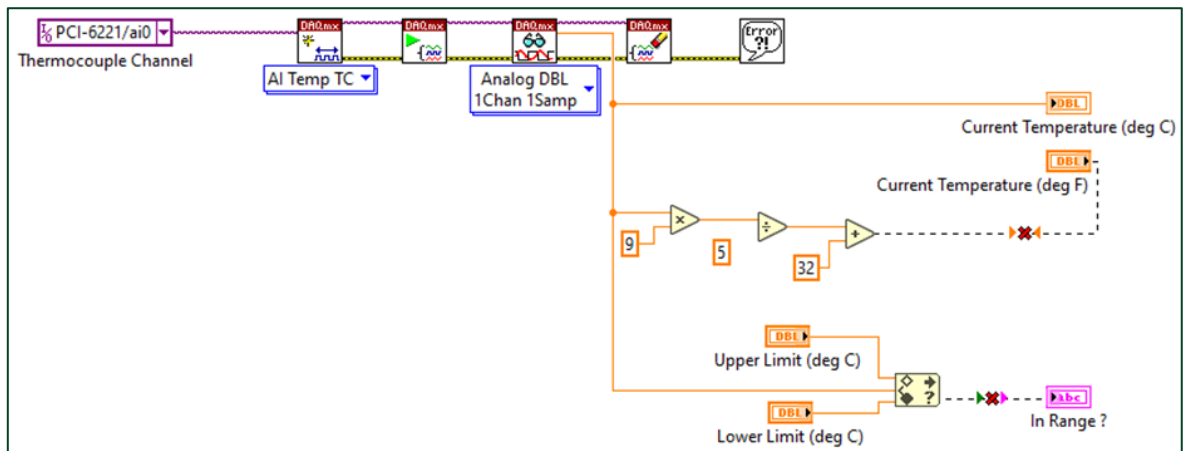 I/O PCI-6221/ai0
Thermocouple Channel
DAQmx
AI Temp TC
DAQmx
DAQmx
Analog DBL
1Chan 1Samp
DAQmx
Error
?!
DBL
Current Temperature (deg C)
DBL
Current Temperature (deg F)
×
9
÷
5
+
32
DBL
Upper Limit (deg C)
?
DBL
Lower Limit (deg C)
abc
In Range ?